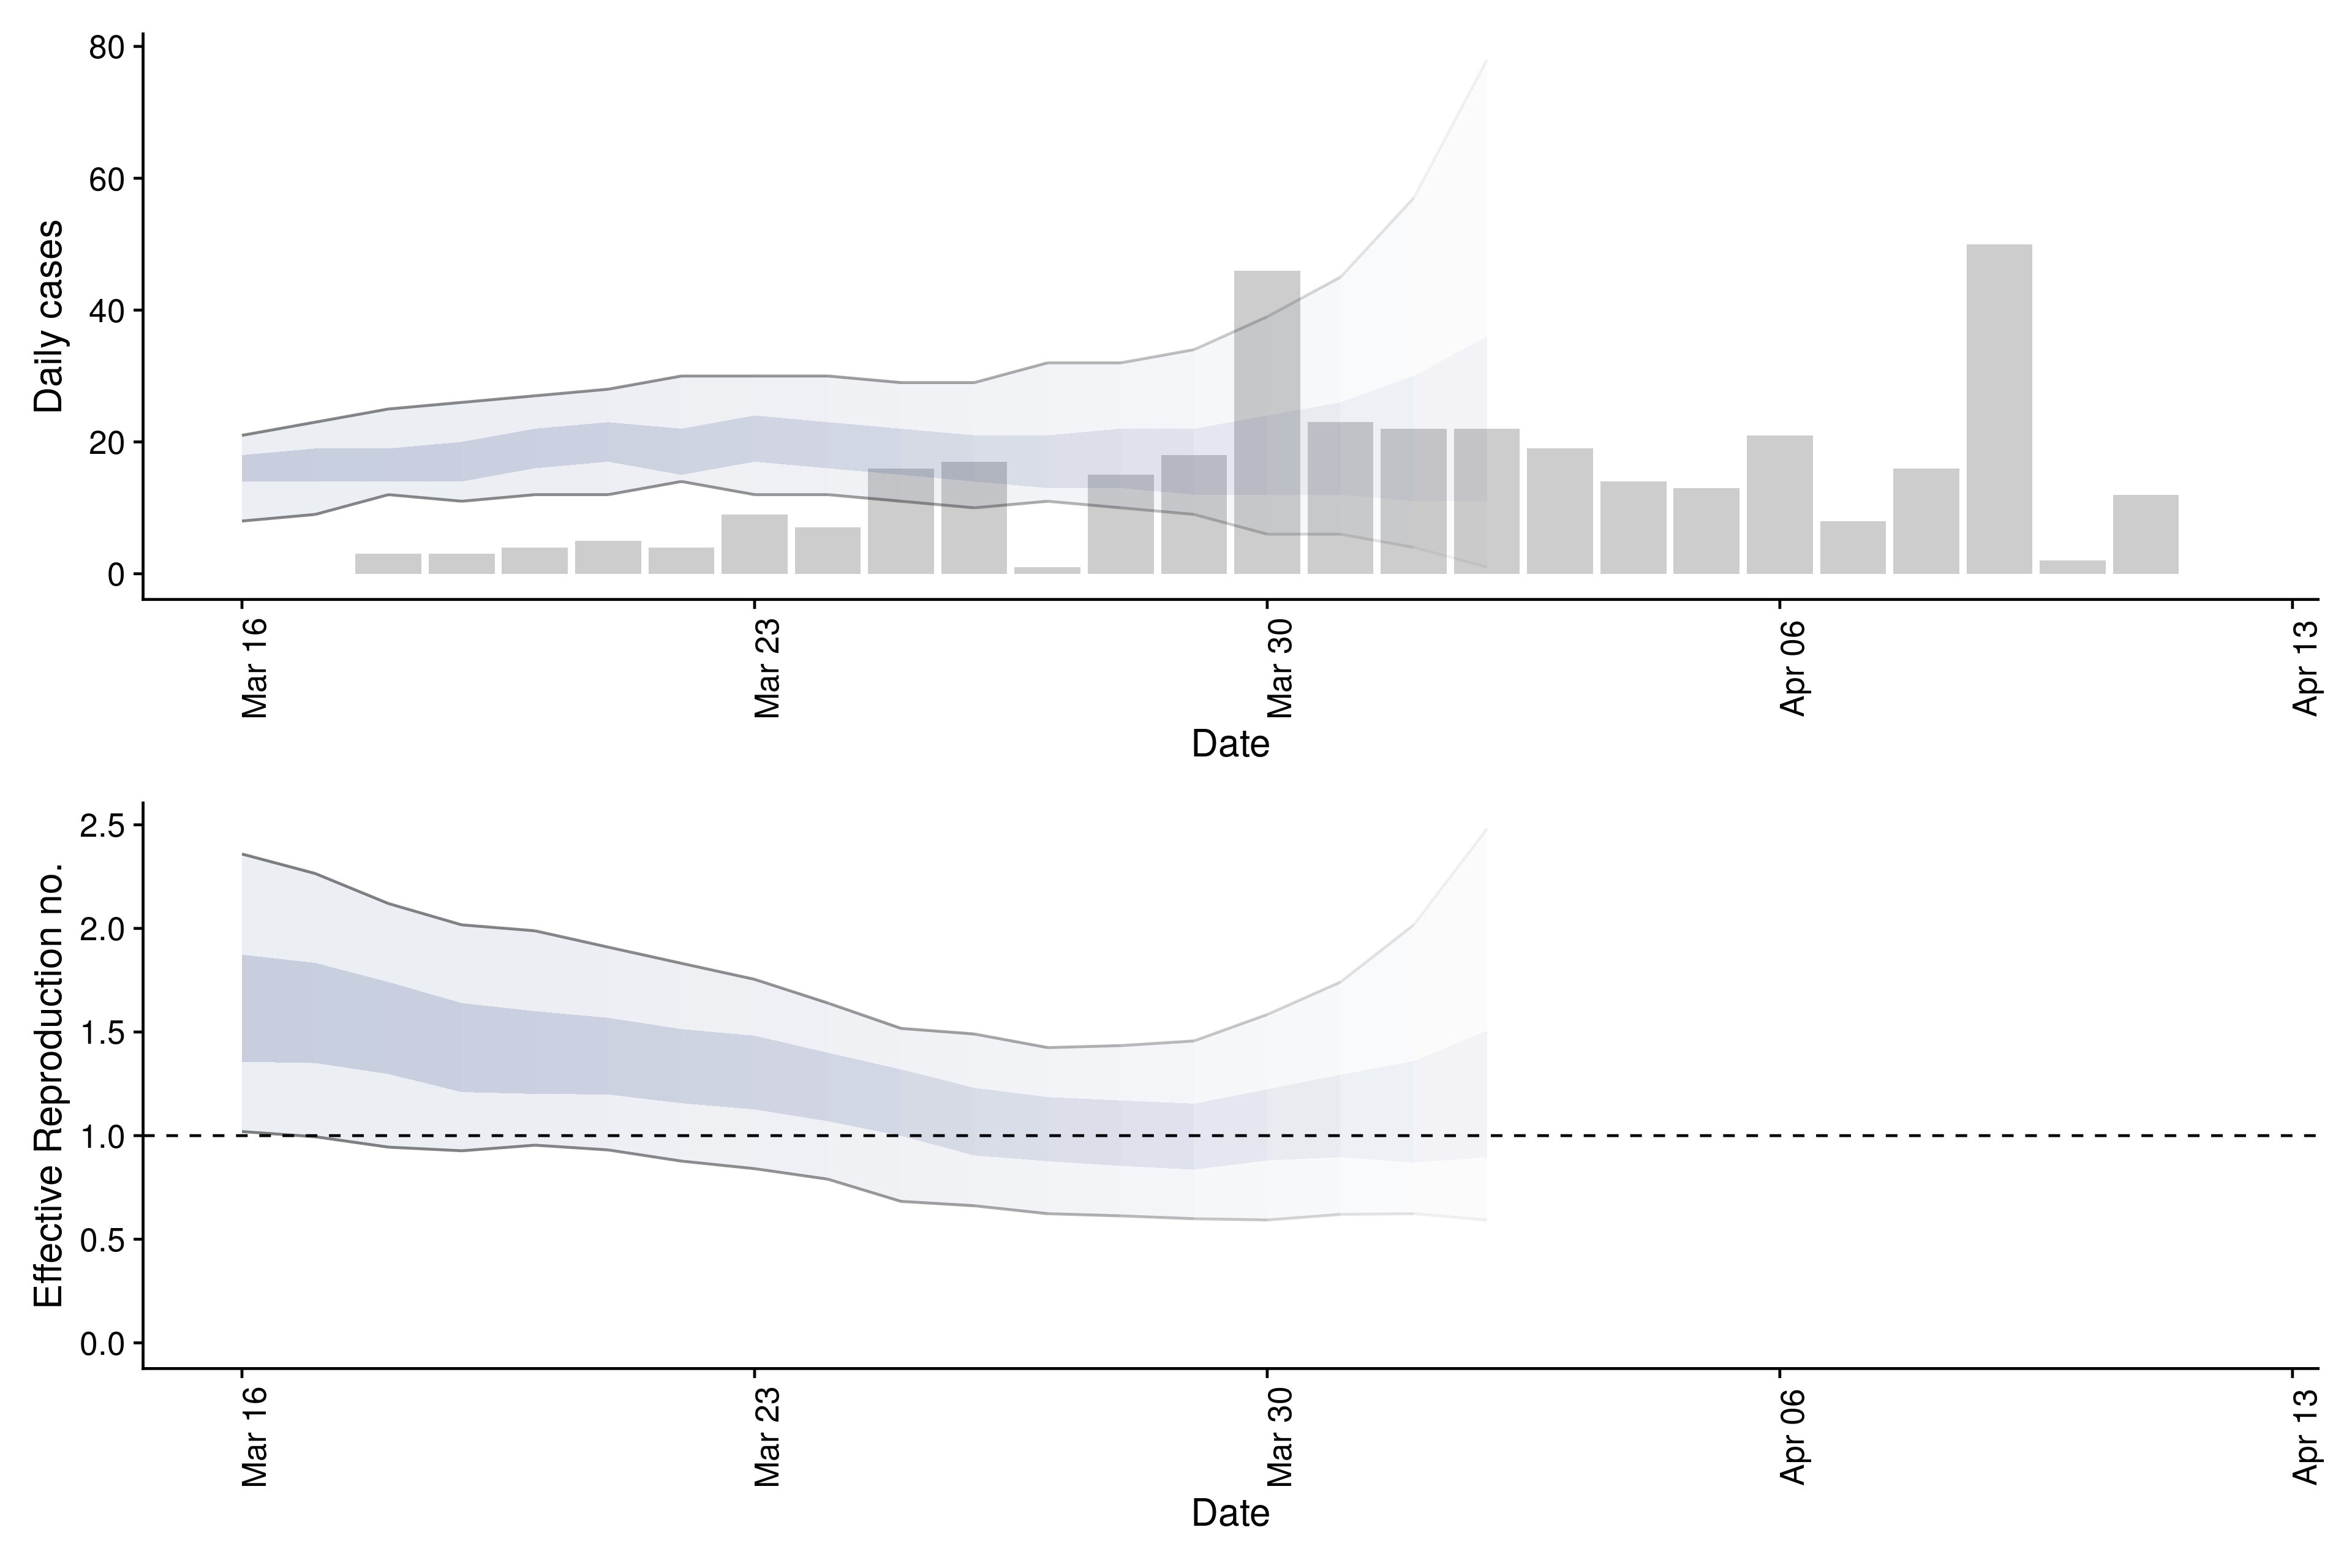 Daily cases
80
60
40
20
0
Mar 16
Mar 23
Mar 30
Apr 06
Apr 13
Date
Effective Reproduction no.
2.5
2.0
1.5
1.0
0.5
0.0
Mar 16
Mar 23
Mar 30
Apr 06
Apr 13
Date